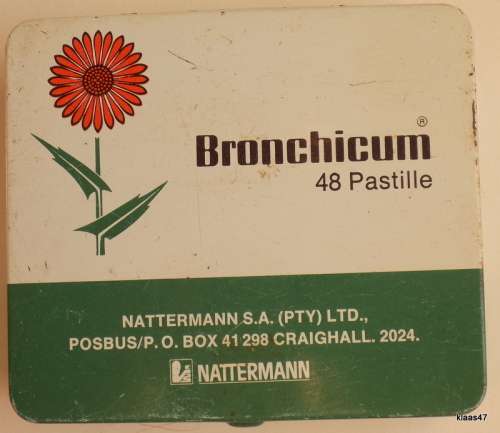 Bronchicum ®
48 Pastille
NATTERMANN S.A. (PTY) LTD.,
POSBUS/P. O. BOX 41 298 CRAIGHALL. 2024.
NATTERMANN
klaas47